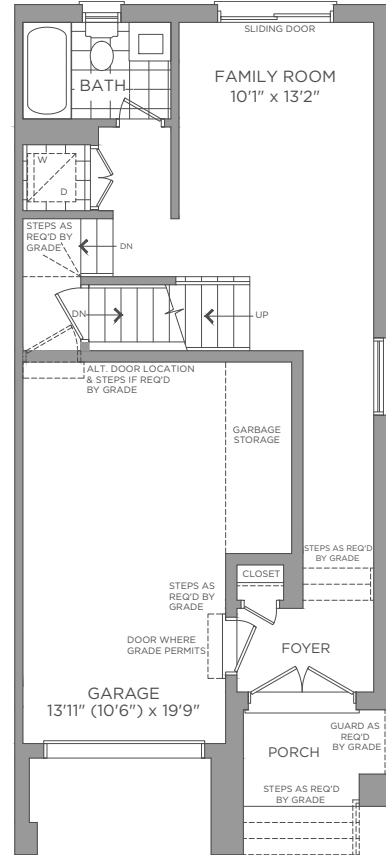 SLIDING DOOR
BATH
FAMILY ROOM
10'1" x 13'2"
W
D
STEPS AS
REQ'D BY
GRADE
DN
DN
UP
ALT. DOOR LOCATION
& STEPS IF REQ'D
BY GRADE
GARBAGE
STORAGE
STEPS AS REQ'D
BY GRADE
CLOSET
STEPS AS
REQ'D BY
GRADE
DOOR WHERE
GRADE PERMITS
FOYER
GARAGE
13'11" (10'6") x 19'9"
GUARD AS
REQ'D
BY GRADE
PORCH
STEPS AS REQ'D
BY GRADE